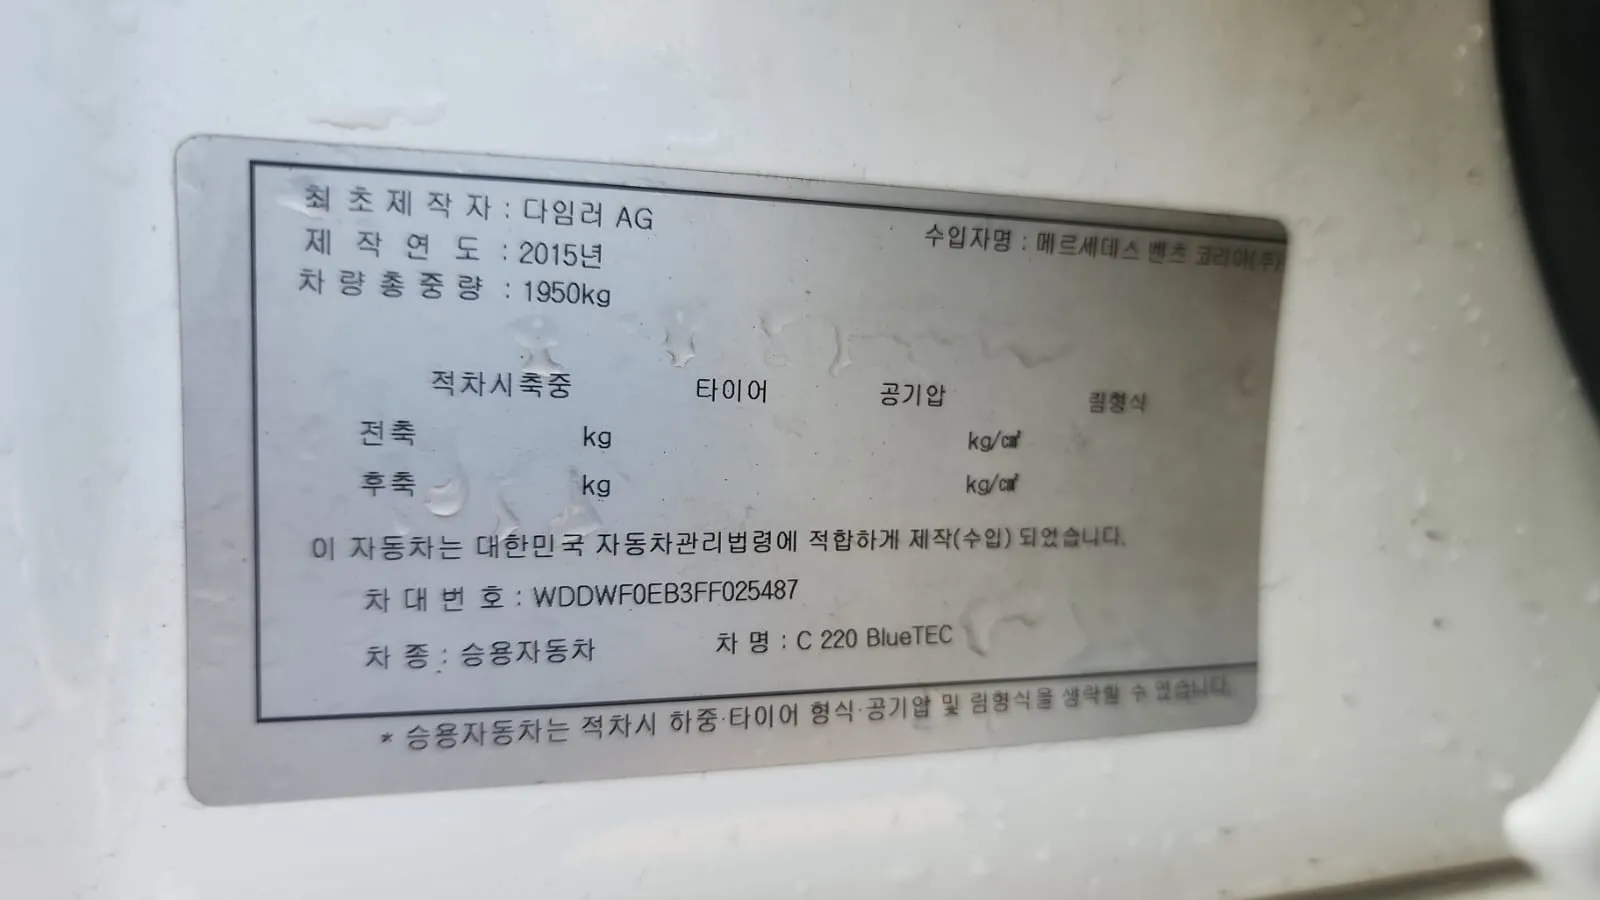 최초제작자 : 다임러 AG
수입자명 : 메르세데스 벤츠 코리아(주)
제작연도 : 2015년
차량총중량 : 1950kg
적차시축중 타이어 공기압 림형식
전축 kg kg/㎠
후축 kg kg/㎠
이 자동차는 대한민국 자동차관리법령에 적합하게 제작(수입) 되었습니다.
차대번호 : WDDWF0EB3FF025487
차종 : 승용자동차 차명 : C 220 BlueTEC
* 승용자동차는 적차시 하중·타이어 형식·공기압 및 림형식을 생략할 수 있습니다.